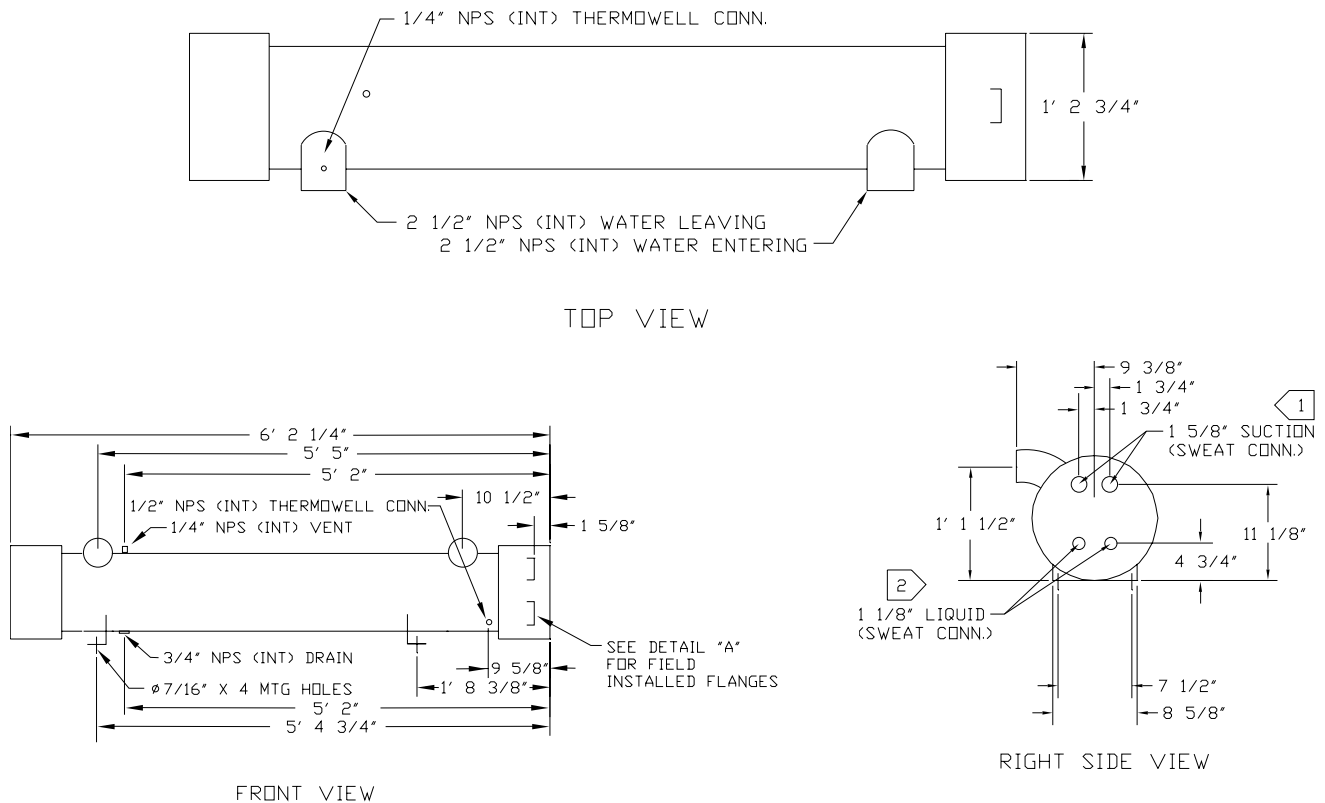 1/4" NPS (INT) THERMOWELL CONN.
1' 2 3/4"
2 1/2" NPS (INT) WATER LEAVING
2 1/2" NPS (INT) WATER ENTERING
TOP VIEW
6' 2 1/4"
5' 5"
5' 2"
10 1/2"
1/2" NPS (INT) THERMOWELL CONN.
1/4" NPS (INT) VENT
1 5/8"
3/4" NPS (INT) DRAIN
ø7/16" X 4 MTG HOLES
9 5/8"
1' 8 3/8"
5' 2"
5' 4 3/4"
SEE DETAIL "A"
FOR FIELD
INSTALLED FLANGES
FRONT VIEW
9 3/8"
1 3/4"
1 3/4"
1
1 5/8" SUCTION
(SWEAT CONN.)
1' 1 1/2"
11 1/8"
4 3/4"
2
1 1/8" LIQUID
(SWEAT CONN.)
7 1/2"
8 5/8"
RIGHT SIDE VIEW